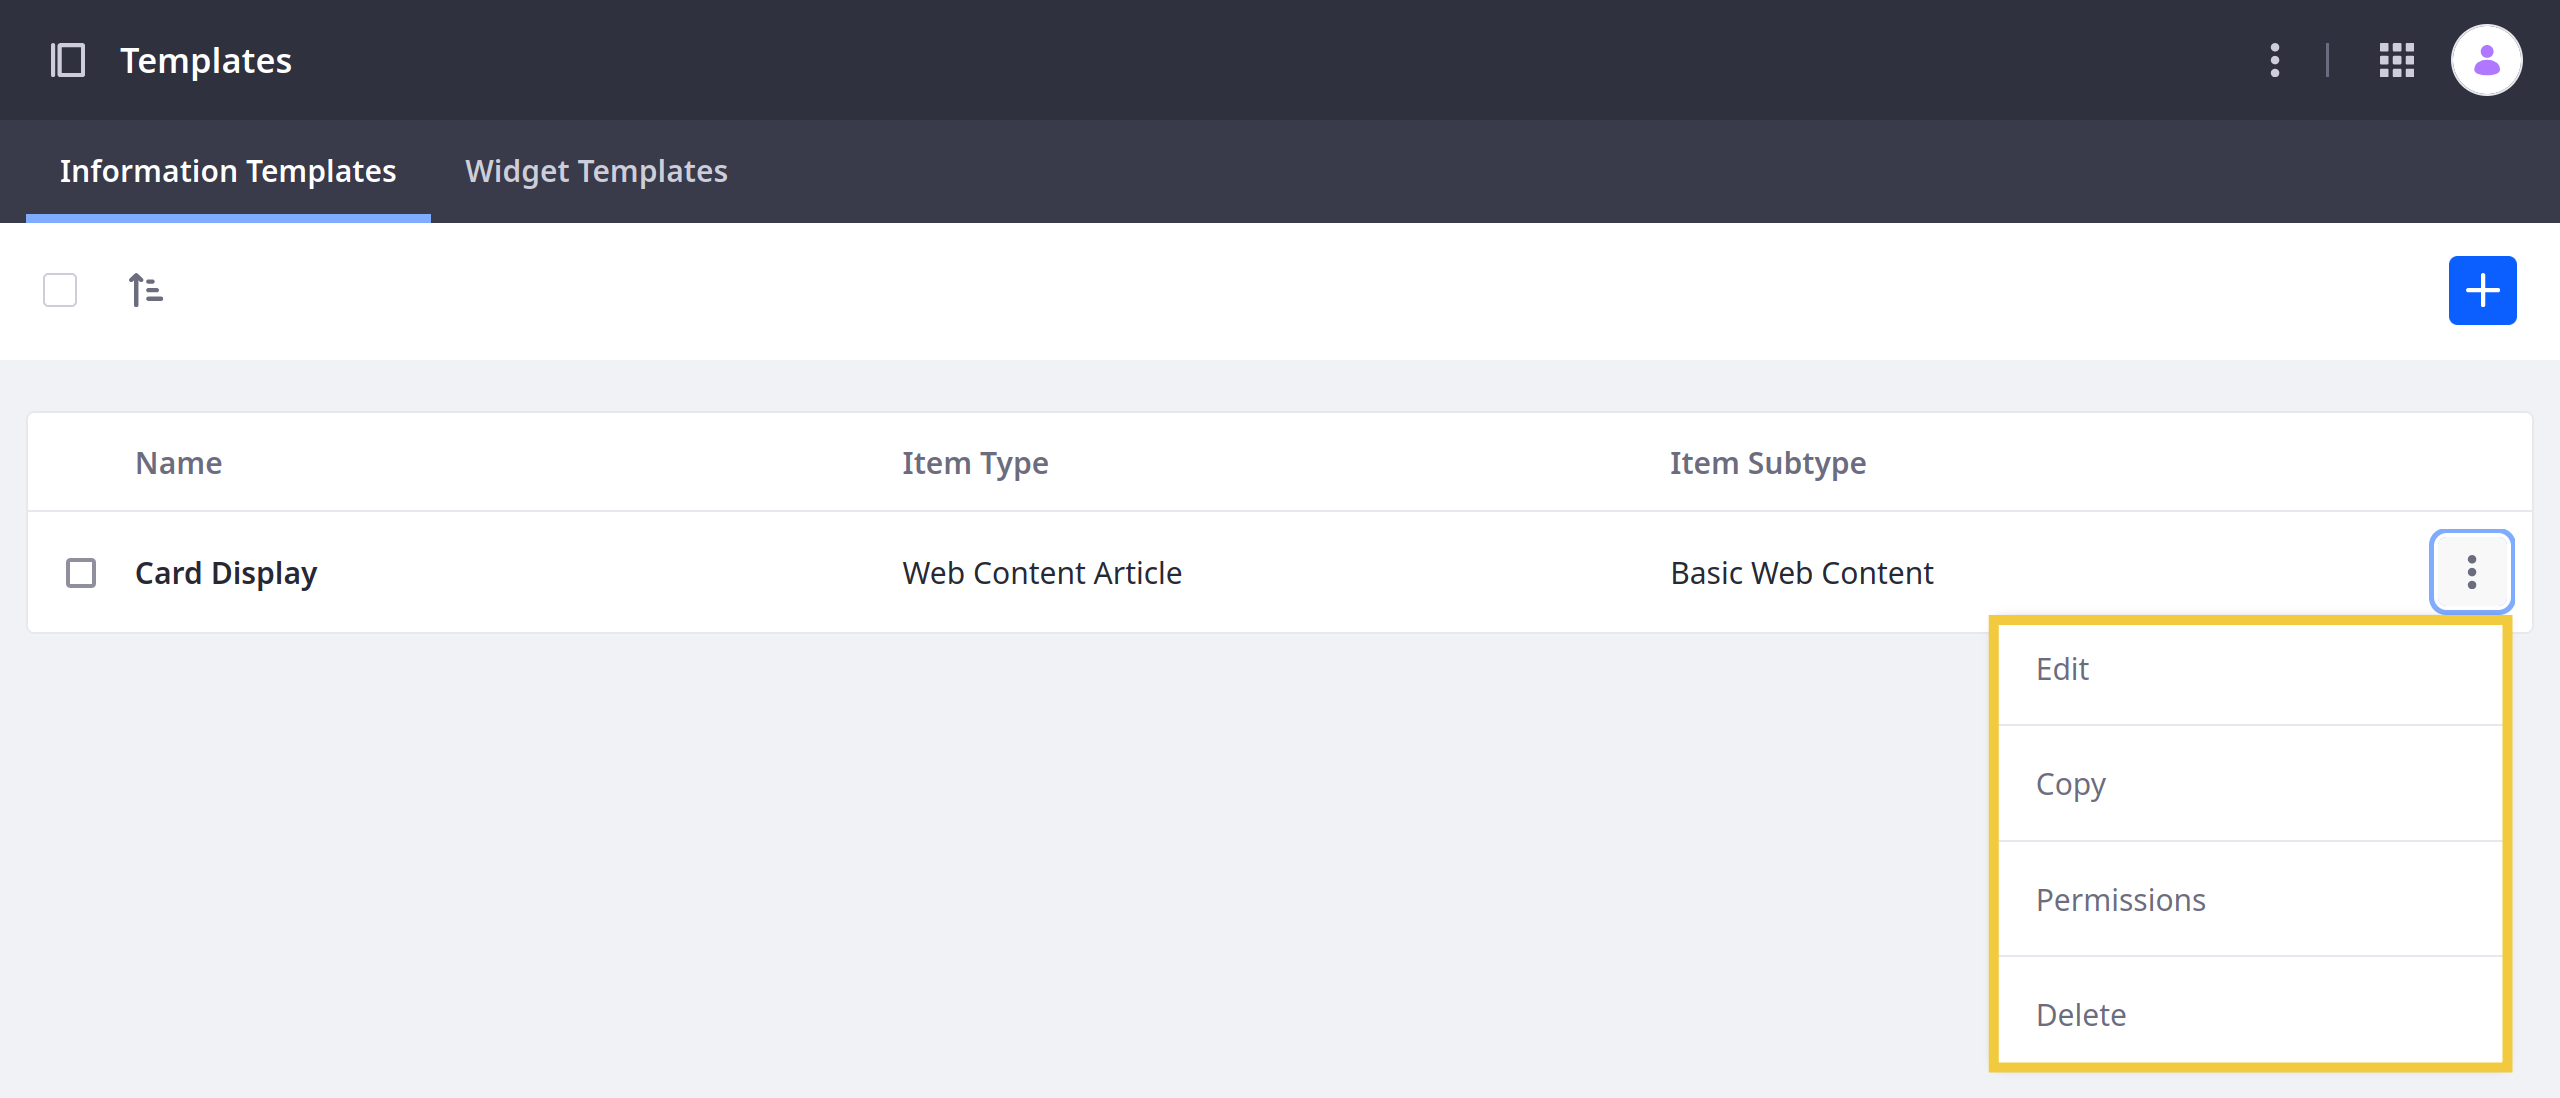 Templates
Information Templates Widget Templates
Name Item Type Item Subtype
Card Display Web Content Article Basic Web Content
Edit
Copy
Permissions
Delete